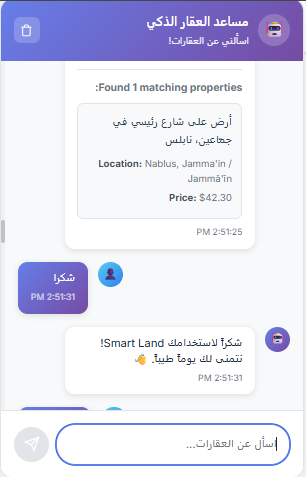 مساعد العقار الذكي
اسألني عن العقارات!
Found 1 matching properties:
أرض على شارع رئيسي في
جماعين، نابلس
Location: Nablus, Jamma'in /
Jammā'īn
Price: $42.30
2:51:25 PM
شكرا
2:51:31 PM
شكراً لاستخدامك Smart Land!
نتمنى لك يوماً طيباً. 👋
2:51:31 PM
اسأل عن العقارات...